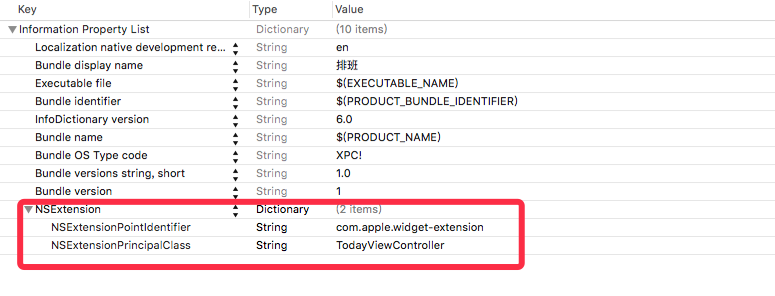 Key Type Value
Information Property List Dictionary (10 items)
Localization native development re... String en
Bundle display name String 排班
Executable file String $(EXECUTABLE_NAME)
Bundle identifier String $(PRODUCT_BUNDLE_IDENTIFIER)
InfoDictionary version String 6.0
Bundle name String $(PRODUCT_NAME)
Bundle OS Type code String XPC!
Bundle versions string, short String 1.0
Bundle version String 1
NSExtension Dictionary (2 items)
NSExtensionPointIdentifier String com.apple.widget-extension
NSExtensionPrincipalClass String TodayViewController